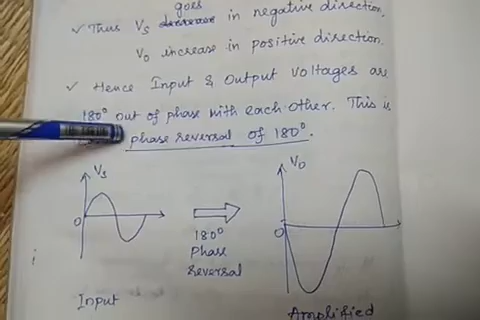 goes
✓ Thus Vs in negative direction,
Vo increase in positive direction.
✓ Hence Input & Output Voltages are
180° out of phase with each other. This is
phase reversal of 180°.
Vs
Vo
0
0
180°
Phase
Reversal
Input
Amplified